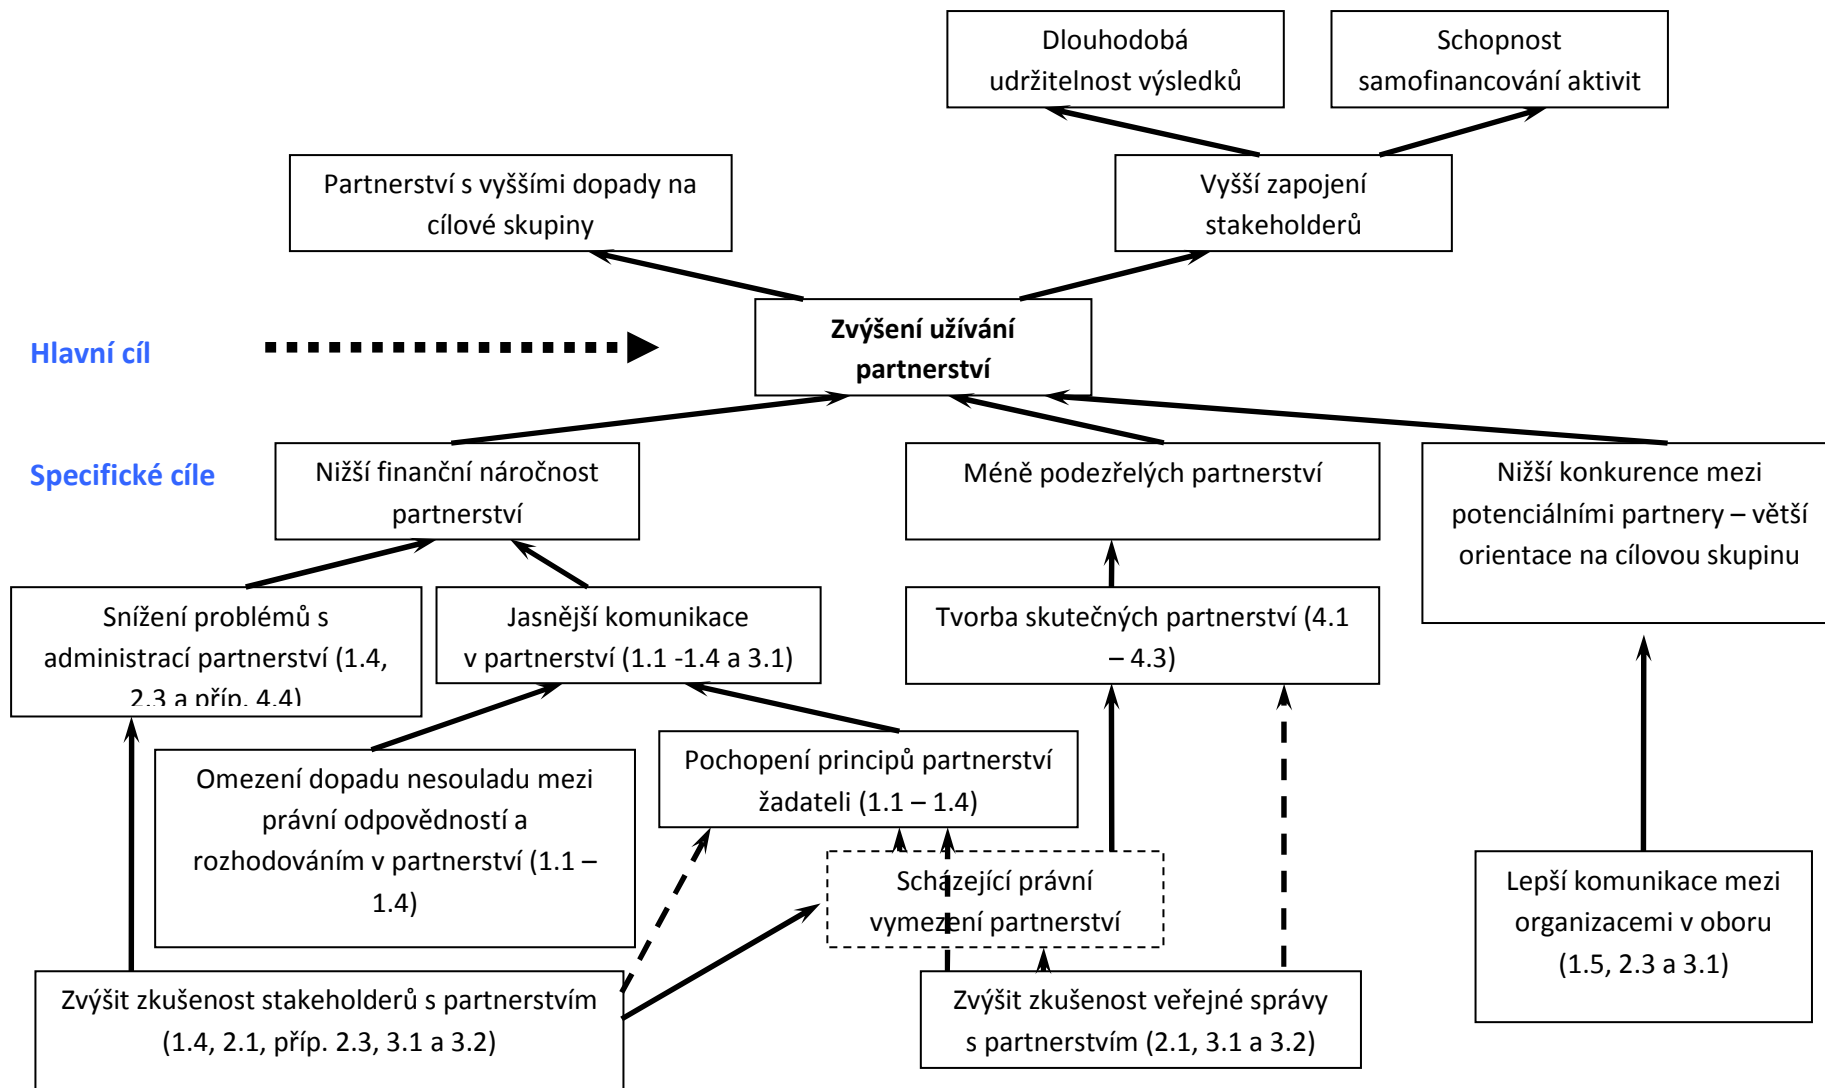 Dlouhodobá
udržitelnost výsledků
Schopnost
samofinancování aktivit
Partnerství s vyššími dopady na
cílové skupiny
Vyšší zapojení
stakeholderů
Hlavní cíl
Zvýšení užívání
partnerství
Specifické cíle
Nižší finanční náročnost
partnerství
Méně podezřelých partnerství
Nižší konkurence mezi
potenciálními partnery – větší
orientace na cílovou skupinu
Snížení problémů s
administrací partnerství (1.4,
2.3 a příp. 4.4)
Jasnější komunikace
v partnerství (1.1 -1.4 a 3.1)
Tvorba skutečných partnerství (4.1
– 4.3)
Omezení dopadu nesouladu mezi
právní odpovědností a
rozhodováním v partnerství (1.1 –
1.4)
Pochopení principů partnerství
žadateli (1.1 – 1.4)
Scházející právní
vymezení partnerství
Lepší komunikace mezi
organizacemi v oboru
(1.5, 2.3 a 3.1)
Zvýšit zkušenost stakeholderů s partnerstvím
(1.4, 2.1, příp. 2.3, 3.1 a 3.2)
Zvýšit zkušenost veřejné správy
s partnerstvím (2.1, 3.1 a 3.2)